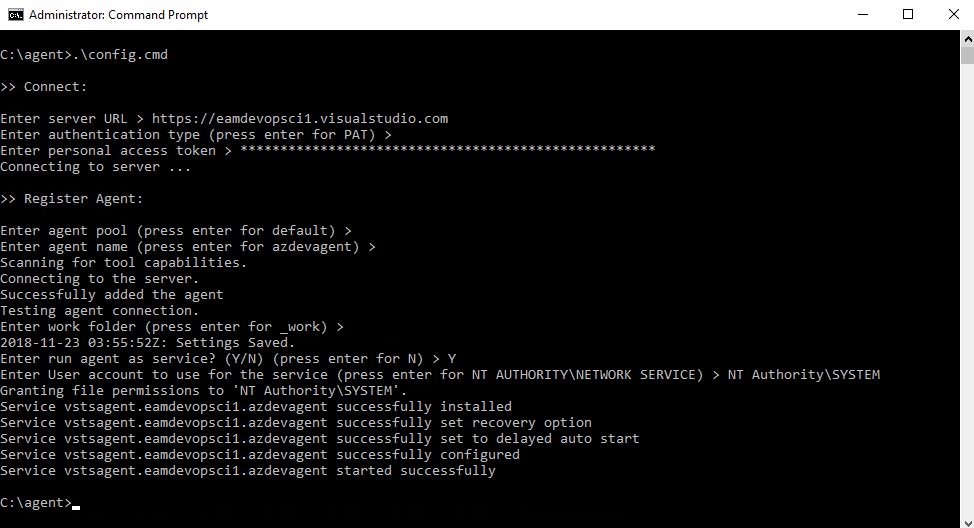 Administrator: Command Prompt
C:\agent>.\config.cmd
>> Connect:
Enter server URL > https://eamdevopsci1.visualstudio.com
Enter authentication type (press enter for PAT) >
Enter personal access token > ****************************************************
Connecting to server ...
>> Register Agent:
Enter agent pool (press enter for default) >
Enter agent name (press enter for azdevagent) >
Scanning for tool capabilities.
Connecting to the server.
Successfully added the agent
Testing agent connection.
Enter work folder (press enter for _work) >
2018-11-23 03:55:52Z: Settings Saved.
Enter run agent as service? (Y/N) (press enter for N) > Y
Enter User account to use for the service (press enter for NT AUTHORITY\NETWORK SERVICE) > NT Authority\SYSTEM
Granting file permissions to 'NT Authority\SYSTEM'.
Service vstsagent.eamdevopsci1.azdevagent successfully installed
Service vstsagent.eamdevopsci1.azdevagent successfully set recovery option
Service vstsagent.eamdevopsci1.azdevagent successfully set to delayed auto start
Service vstsagent.eamdevopsci1.azdevagent successfully configured
Service vstsagent.eamdevopsci1.azdevagent started successfully
C:\agent>